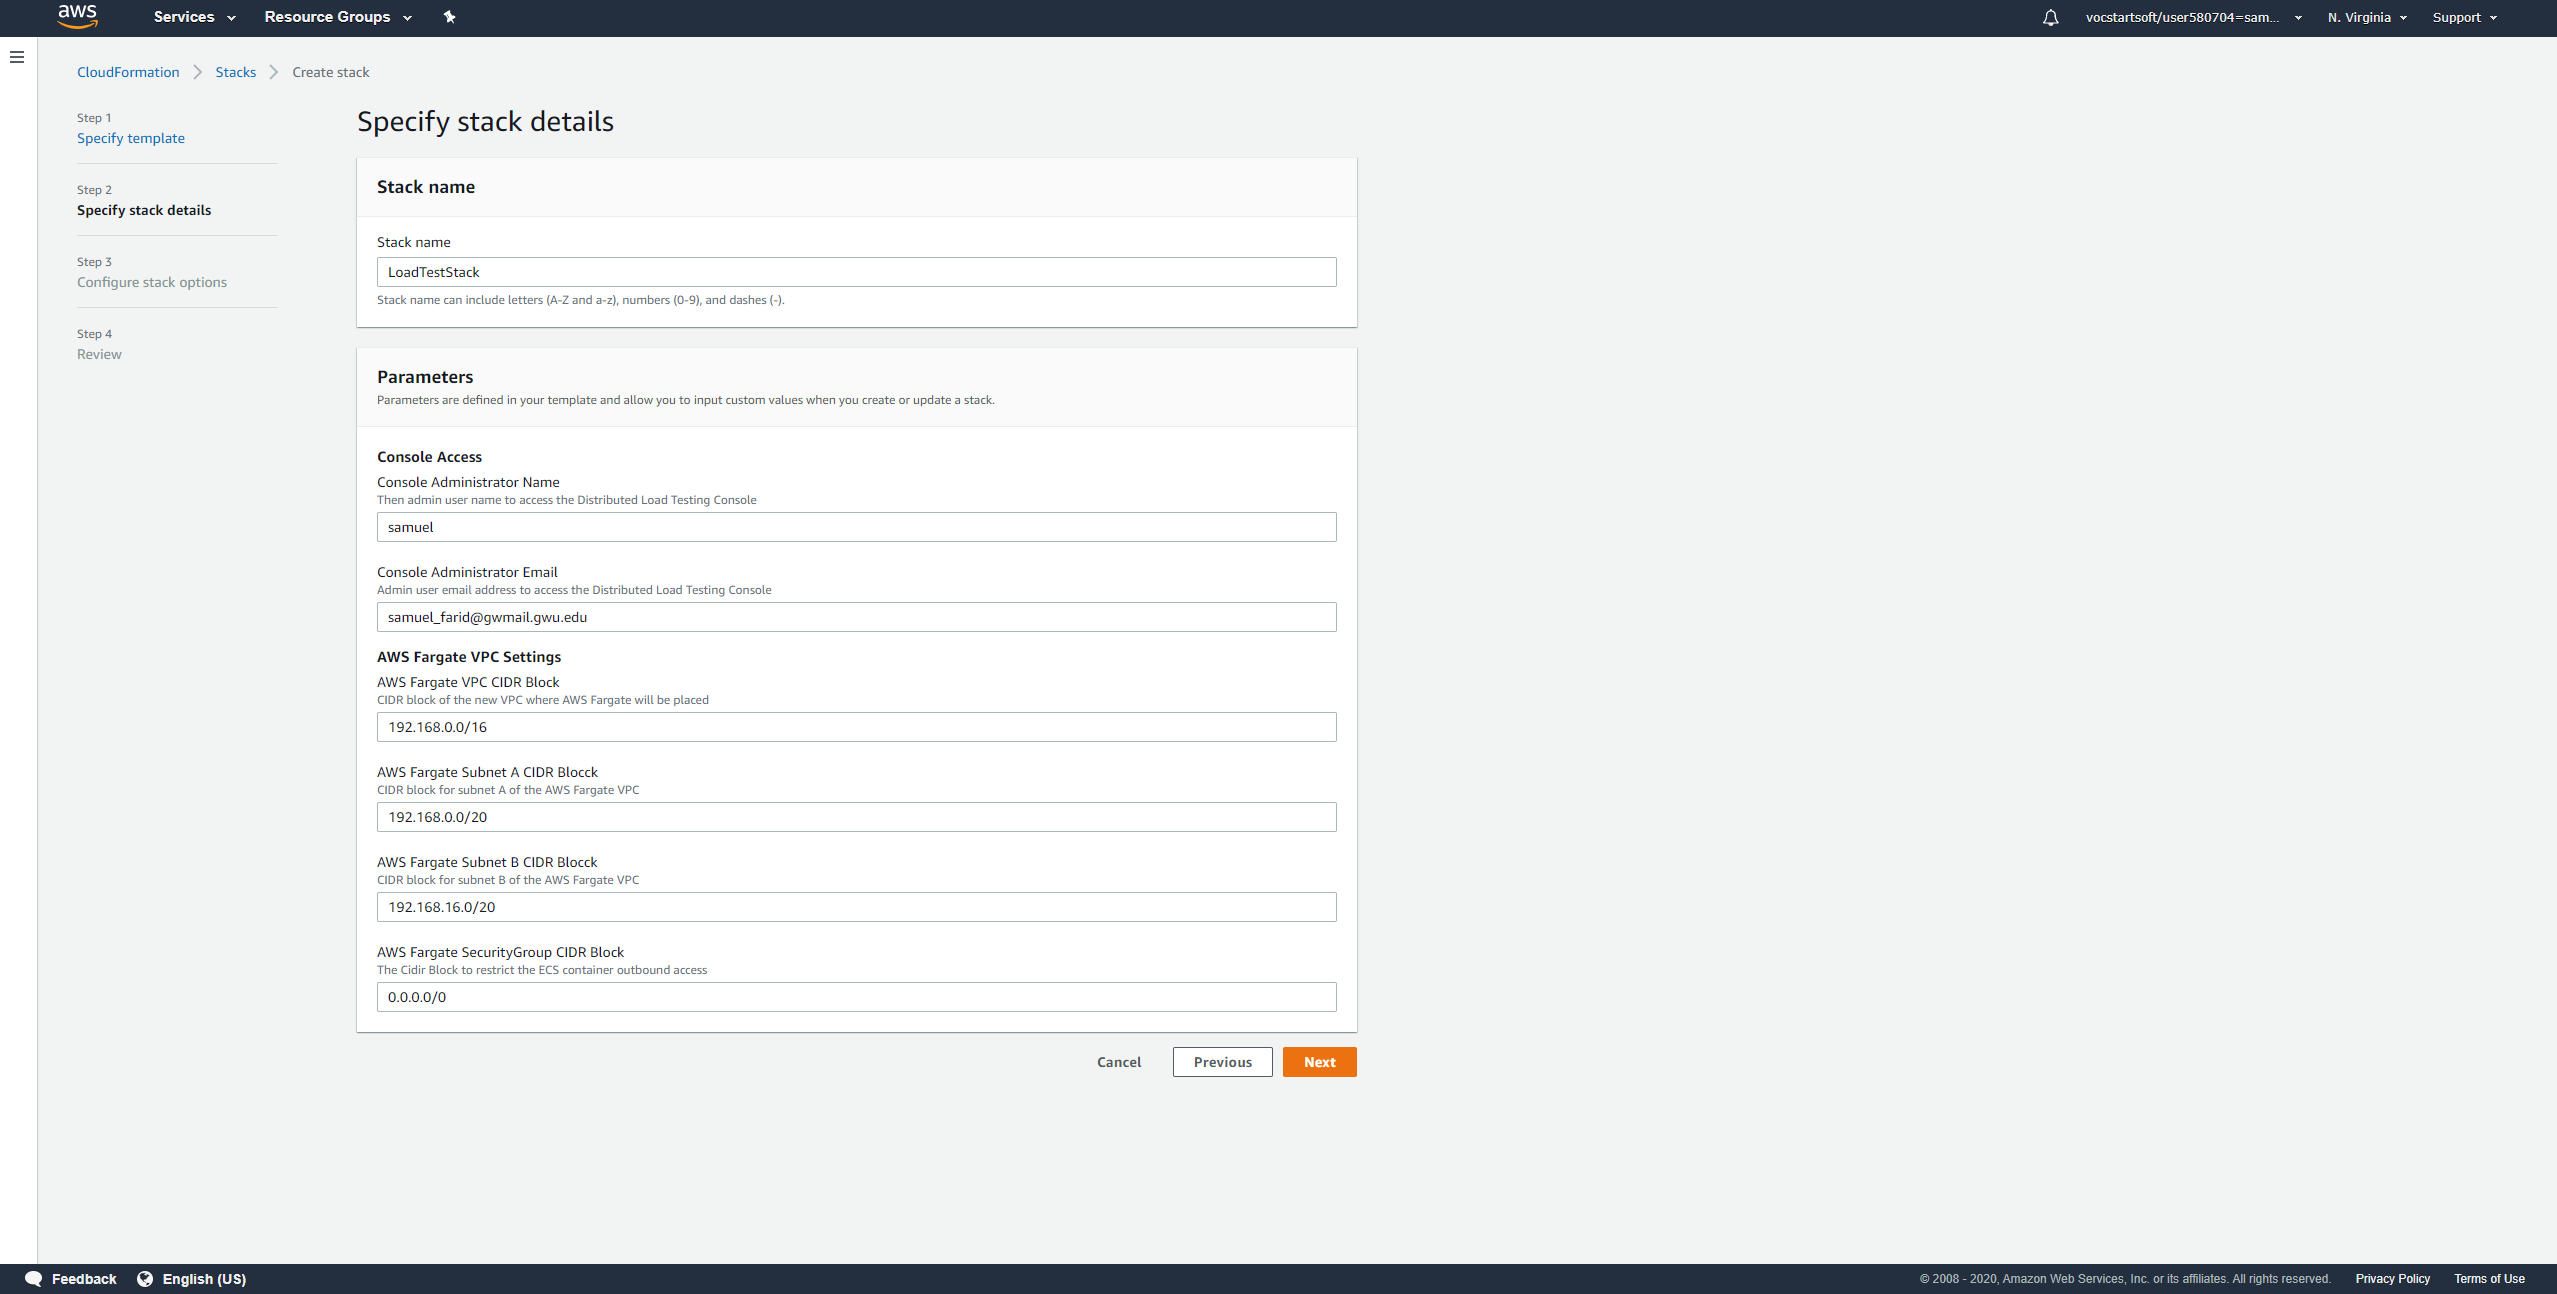 aws
Services
Resource Groups
vocstartsoft/user580704=sam...
N. Virginia
Support
CloudFormation
Stacks
Create stack
Step 1
Specify template
Step 2
Specify stack details
Step 3
Configure stack options
Step 4
Review
Specify stack details
Stack name
Stack name
LoadTestStack
Stack name can include letters (A-Z and a-z), numbers (0-9), and dashes (-).
Parameters
Parameters are defined in your template and allow you to input custom values when you create or update a stack.
Console Access
Console Administrator Name
Then admin user name to access the Distributed Load Testing Console
samuel
Console Administrator Email
Admin user email address to access the Distributed Load Testing Console
samuel_farid@gwmail.gwu.edu
AWS Fargate VPC Settings
AWS Fargate VPC CIDR Block
CIDR block of the new VPC where AWS Fargate will be placed
192.168.0.0/16
AWS Fargate Subnet A CIDR Blocck
CIDR block for subnet A of the AWS Fargate VPC
192.168.0.0/20
AWS Fargate Subnet B CIDR Blocck
CIDR block for subnet B of the AWS Fargate VPC
192.168.16.0/20
AWS Fargate SecurityGroup CIDR Block
The Cidir Block to restrict the ECS container outbound access
0.0.0.0/0
Cancel
Previous
Next
Feedback
English (US)
© 2008 - 2020, Amazon Web Services, Inc. or its affiliates. All rights reserved.
Privacy Policy
Terms of Use